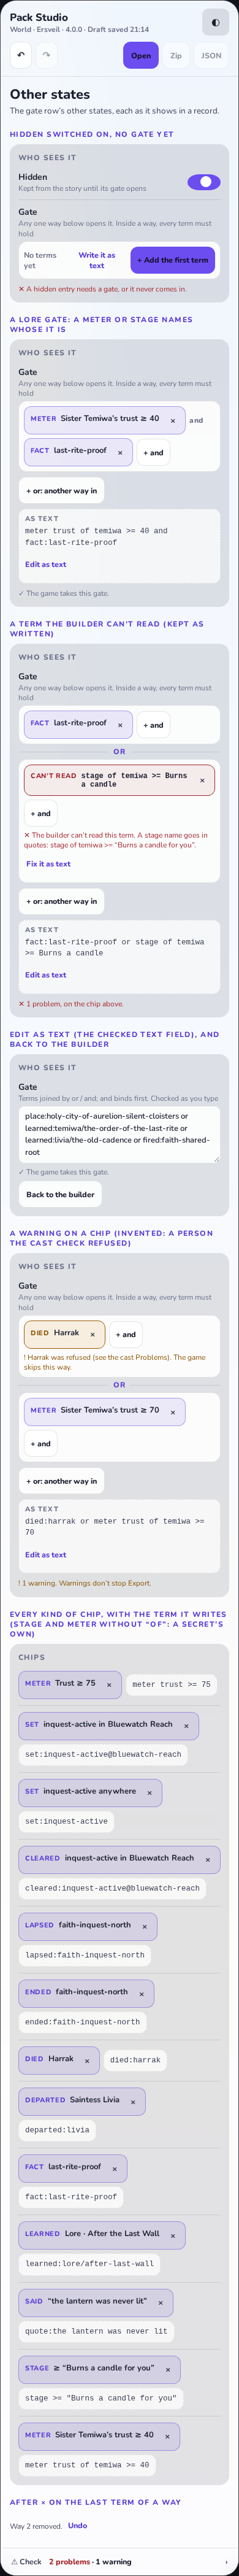 Pack Studio
World · Ersveil · 4.0.0 · Draft saved 21:14
Open Zip JSON
Other states
The gate row's other states, each as it shows in a record.
HIDDEN SWITCHED ON, NO GATE YET
WHO SEES IT
Hidden
Kept from the story until its gate opens
Gate
Any one way below opens it. Inside a way, every term must
hold
No terms yet
Write it as text
+ Add the first term
✕ A hidden entry needs a gate, or it never comes in.
A LORE GATE: A METER OR STAGE NAMES
WHOSE IT IS
WHO SEES IT
Gate
Any one way below opens it. Inside a way, every term must
hold
METER Sister Temiwa's trust ≥ 40 × and
FACT last-rite-proof × + and
+ or: another way in
AS TEXT
meter trust of temiwa >= 40 and
fact:last-rite-proof
Edit as text
✓ The game takes this gate.
A TERM THE BUILDER CAN'T READ (KEPT AS
WRITTEN)
WHO SEES IT
Gate
Any one way below opens it. Inside a way, every term must
hold
FACT last-rite-proof × + and
OR
CAN'T READ stage of temiwa >= Burns
a candle ×
+ and
✕ The builder can't read this term. A stage name goes in
quotes: stage of temiwa >= "Burns a candle for you".
Fix it as text
+ or: another way in
AS TEXT
fact:last-rite-proof or stage of temiwa
>= Burns a candle
Edit as text
✕ 1 problem, on the chip above.
EDIT AS TEXT (THE CHECKED TEXT FIELD), AND
BACK TO THE BUILDER
WHO SEES IT
Gate
Terms joined by or / and; and binds first. Checked as you type
place:holy-city-of-aurelion-silent-cloisters or
learned:temiwa/the-order-of-the-last-rite or
learned:livia/the-old-cadence or fired:faith-shared-
root
✓ The game takes this gate.
Back to the builder
A WARNING ON A CHIP (INVENTED: A PERSON
THE CAST CHECK REFUSED)
WHO SEES IT
Gate
Any one way below opens it. Inside a way, every term must
hold
DIED Harrak × + and
! Harrak was refused (see the cast Problems). The game
skips this way.
OR
METER Sister Temiwa's trust ≥ 70 ×
+ and
+ or: another way in
AS TEXT
died:harrak or meter trust of temiwa >=
70
Edit as text
! 1 warning. Warnings don't stop Export.
EVERY KIND OF CHIP, WITH THE TERM IT WRITES
(STAGE AND METER WITHOUT "OF": A SECRET'S
OWN)
CHIPS
METER Trust ≥ 75 × meter trust >= 75
SET inquest-active in Bluewatch Reach ×
set:inquest-active@bluewatch-reach
SET inquest-active anywhere ×
set:inquest-active
CLEARED inquest-active in Bluewatch Reach ×
cleared:inquest-active@bluewatch-reach
LAPSED faith-inquest-north ×
lapsed:faith-inquest-north
ENDED faith-inquest-north ×
ended:faith-inquest-north
DIED Harrak × died:harrak
DEPARTED Saintess Livia ×
departed:livia
FACT last-rite-proof ×
fact:last-rite-proof
LEARNED Lore · After the Last Wall ×
learned:lore/after-last-wall
SAID "the lantern was never lit" ×
quote:the lantern was never lit
STAGE ≥ "Burns a candle for you" ×
stage >= "Burns a candle for you"
METER Sister Temiwa's trust ≥ 40 ×
meter trust of temiwa >= 40
AFTER × ON THE LAST TERM OF A WAY
Way 2 removed. Undo
⚠ Check 2 problems · 1 warning ›